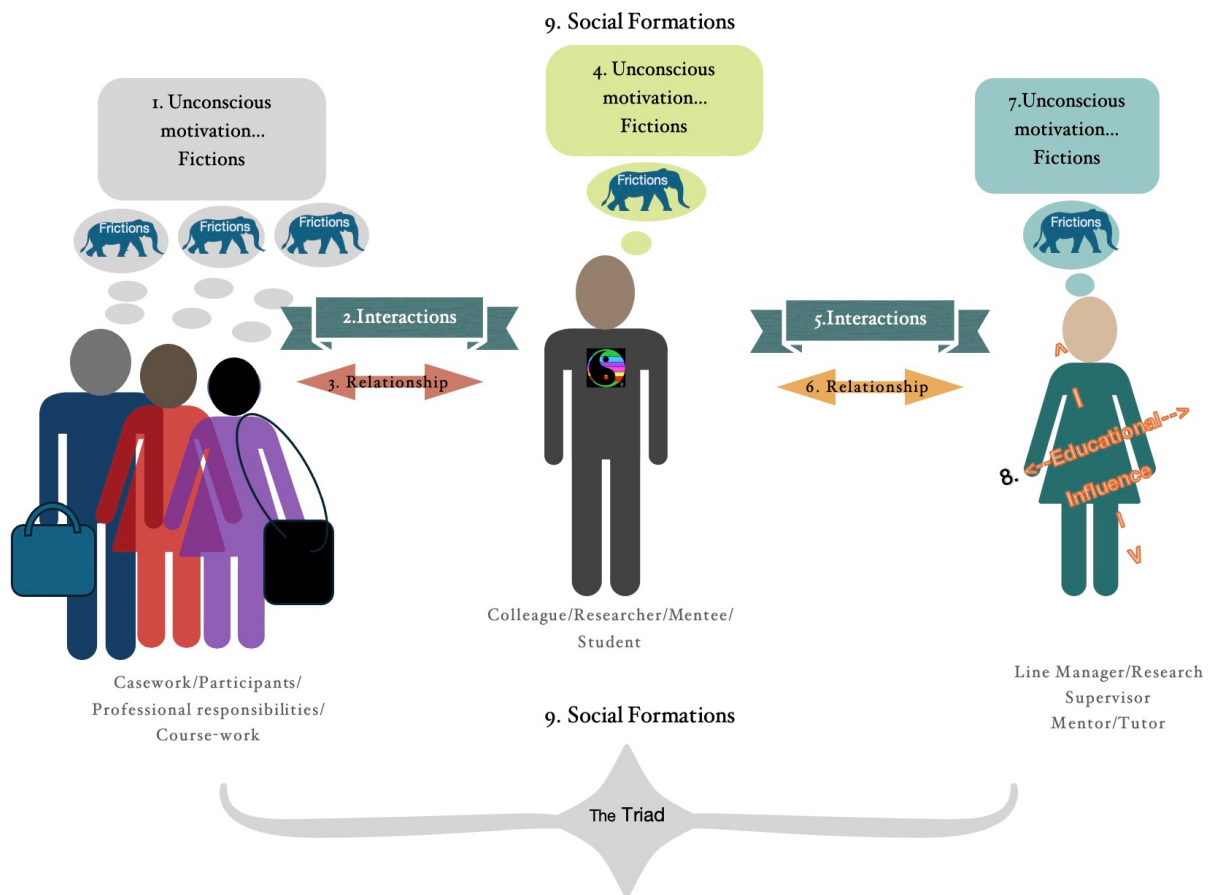 9. Social Formations
1. Unconscious
motivation...
Fictions
4. Unconscious
motivation...
Fictions
7.Unconscious
motivation...
Fictions
Frictions
Frictions
Frictions
Frictions
Frictions
2.Interactions
3. Relationship
5.Interactions
6. Relationship
^
I
8. <--Educational-->
Influence
I
V
Colleague/Researcher/Mentee/
Student
Casework/Participants/
Professional responsibilities/
Course-work
Line Manager/Research
Supervisor
Mentor/Tutor
9. Social Formations
The Triad